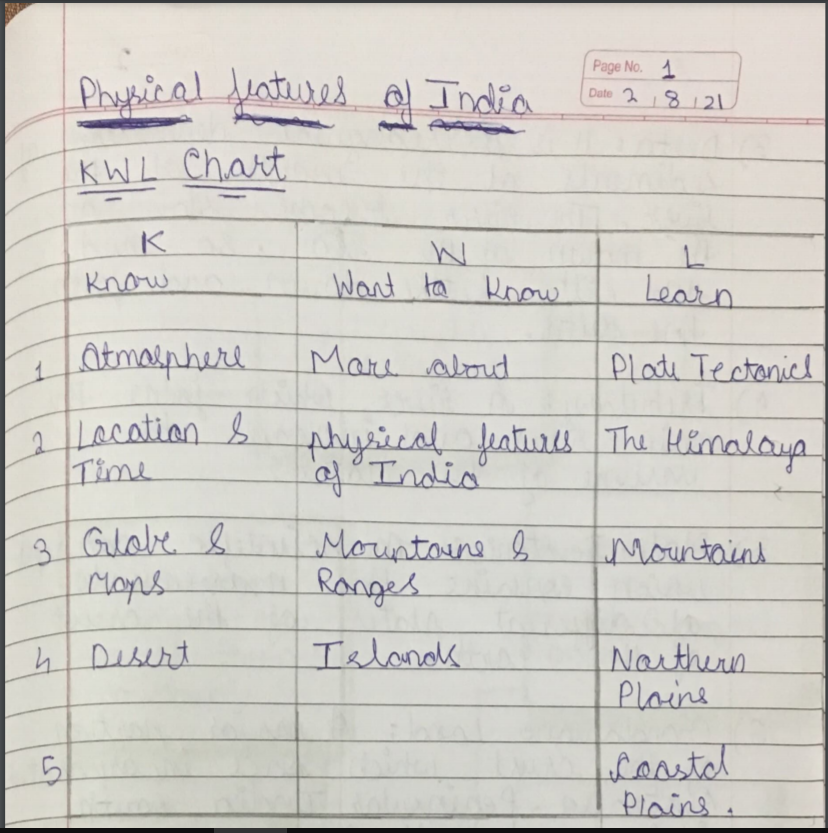 Page No. 1
Date 2 / 8 / 21
Physical features of India
KWL Chart
K W L
Know Want to Know Learn
1 Atmosphere More about Plate Tectonics
2 Location & physical features The Himalaya
Time of India
3 Globe & Mountains & Mountains
Maps Ranges
4 Desert Islands Northern
Plains
5 Coastal
Plains.